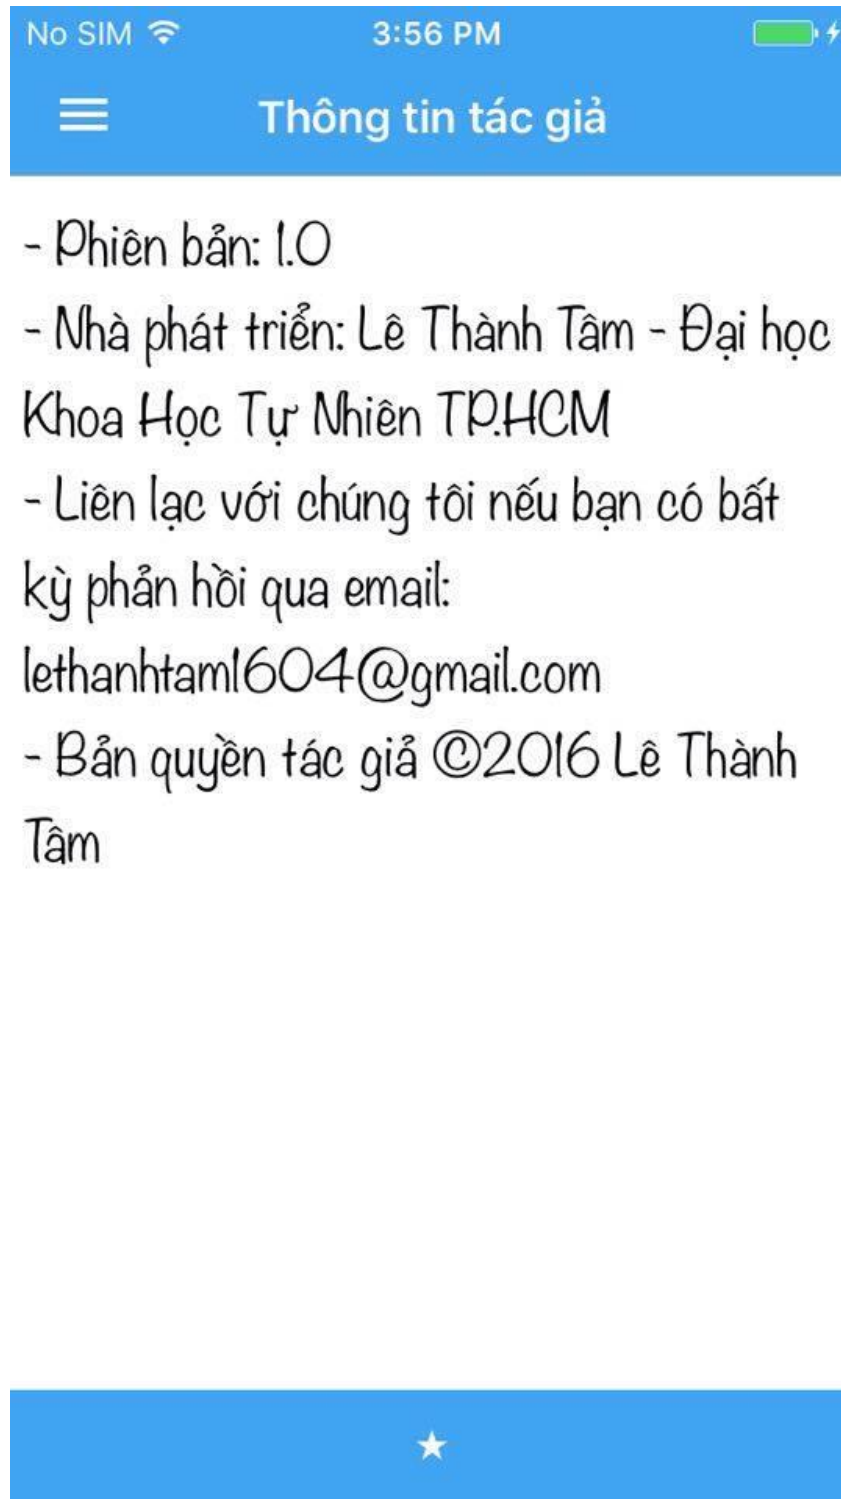 No SIM 3:56 PM
Thông tin tác giả
- Phiên bản: 1.0
- Nhà phát triển: Lê Thành Tâm - Đại học
Khoa Học Tự Nhiên TP.HCM
- Liên lạc với chúng tôi nếu bạn có bất
kỳ phản hồi qua email:
lethanhtam1604@gmail.com
- Bản quyền tác giả ©2016 Lê Thành
Tâm